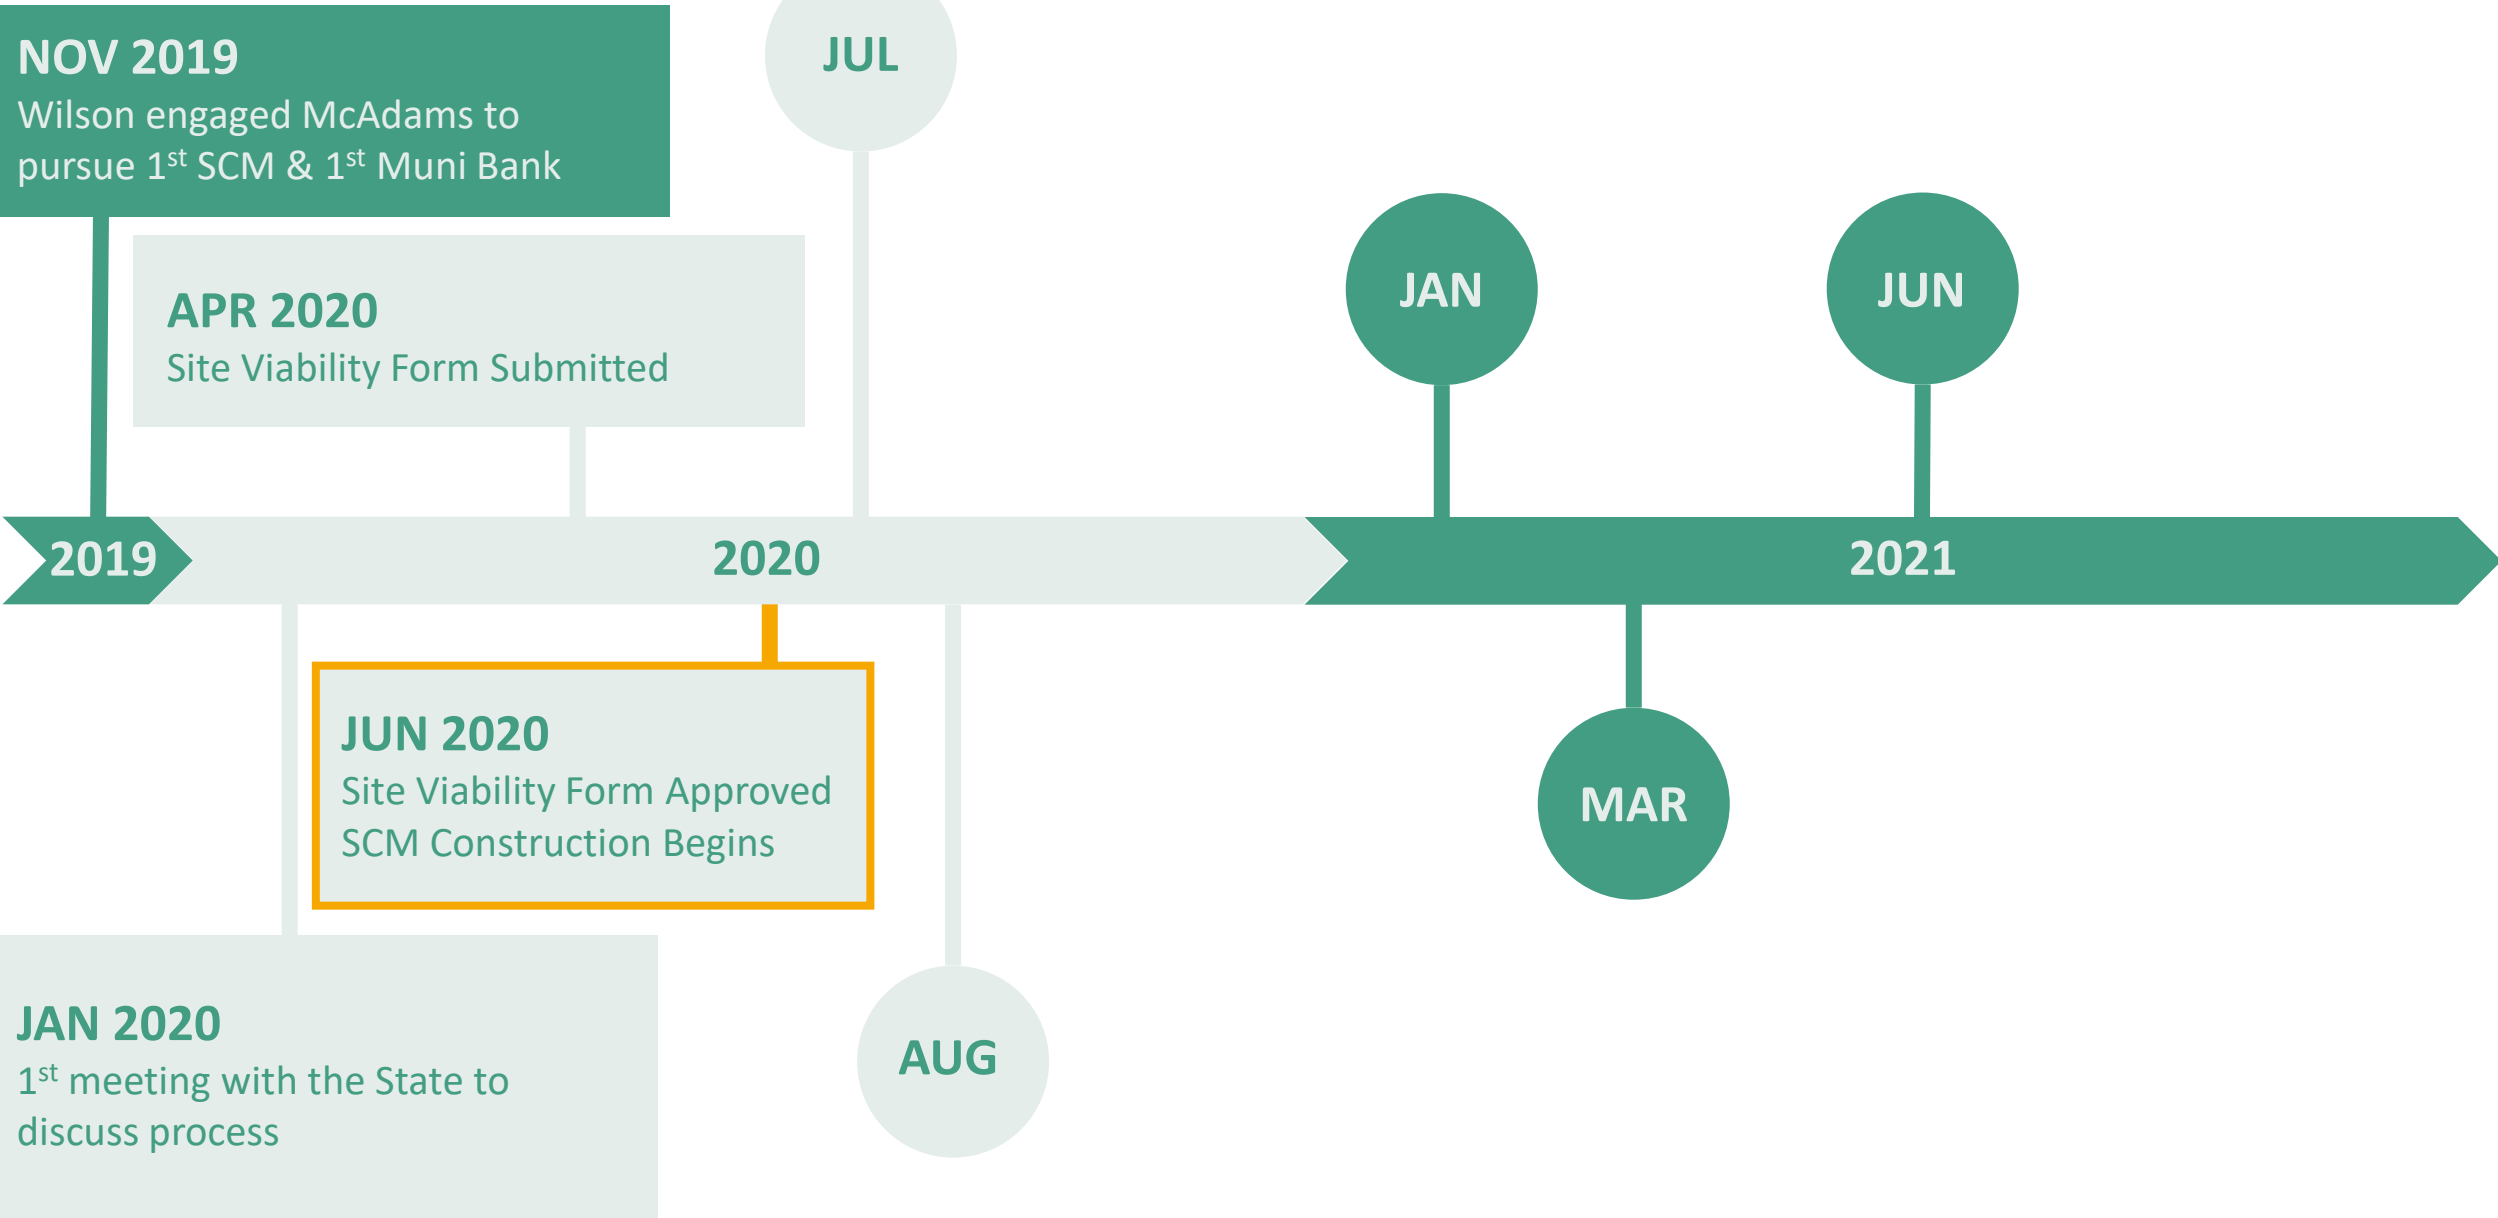 NOV 2019
Wilson engaged McAdams to
pursue 1st SCM & 1st Muni Bank
JUL
APR 2020
Site Viability Form Submitted
JAN
JUN
2019
2020
2021
JUN 2020
Site Viability Form Approved
SCM Construction Begins
MAR
JAN 2020
1st meeting with the State to
discuss process
AUG